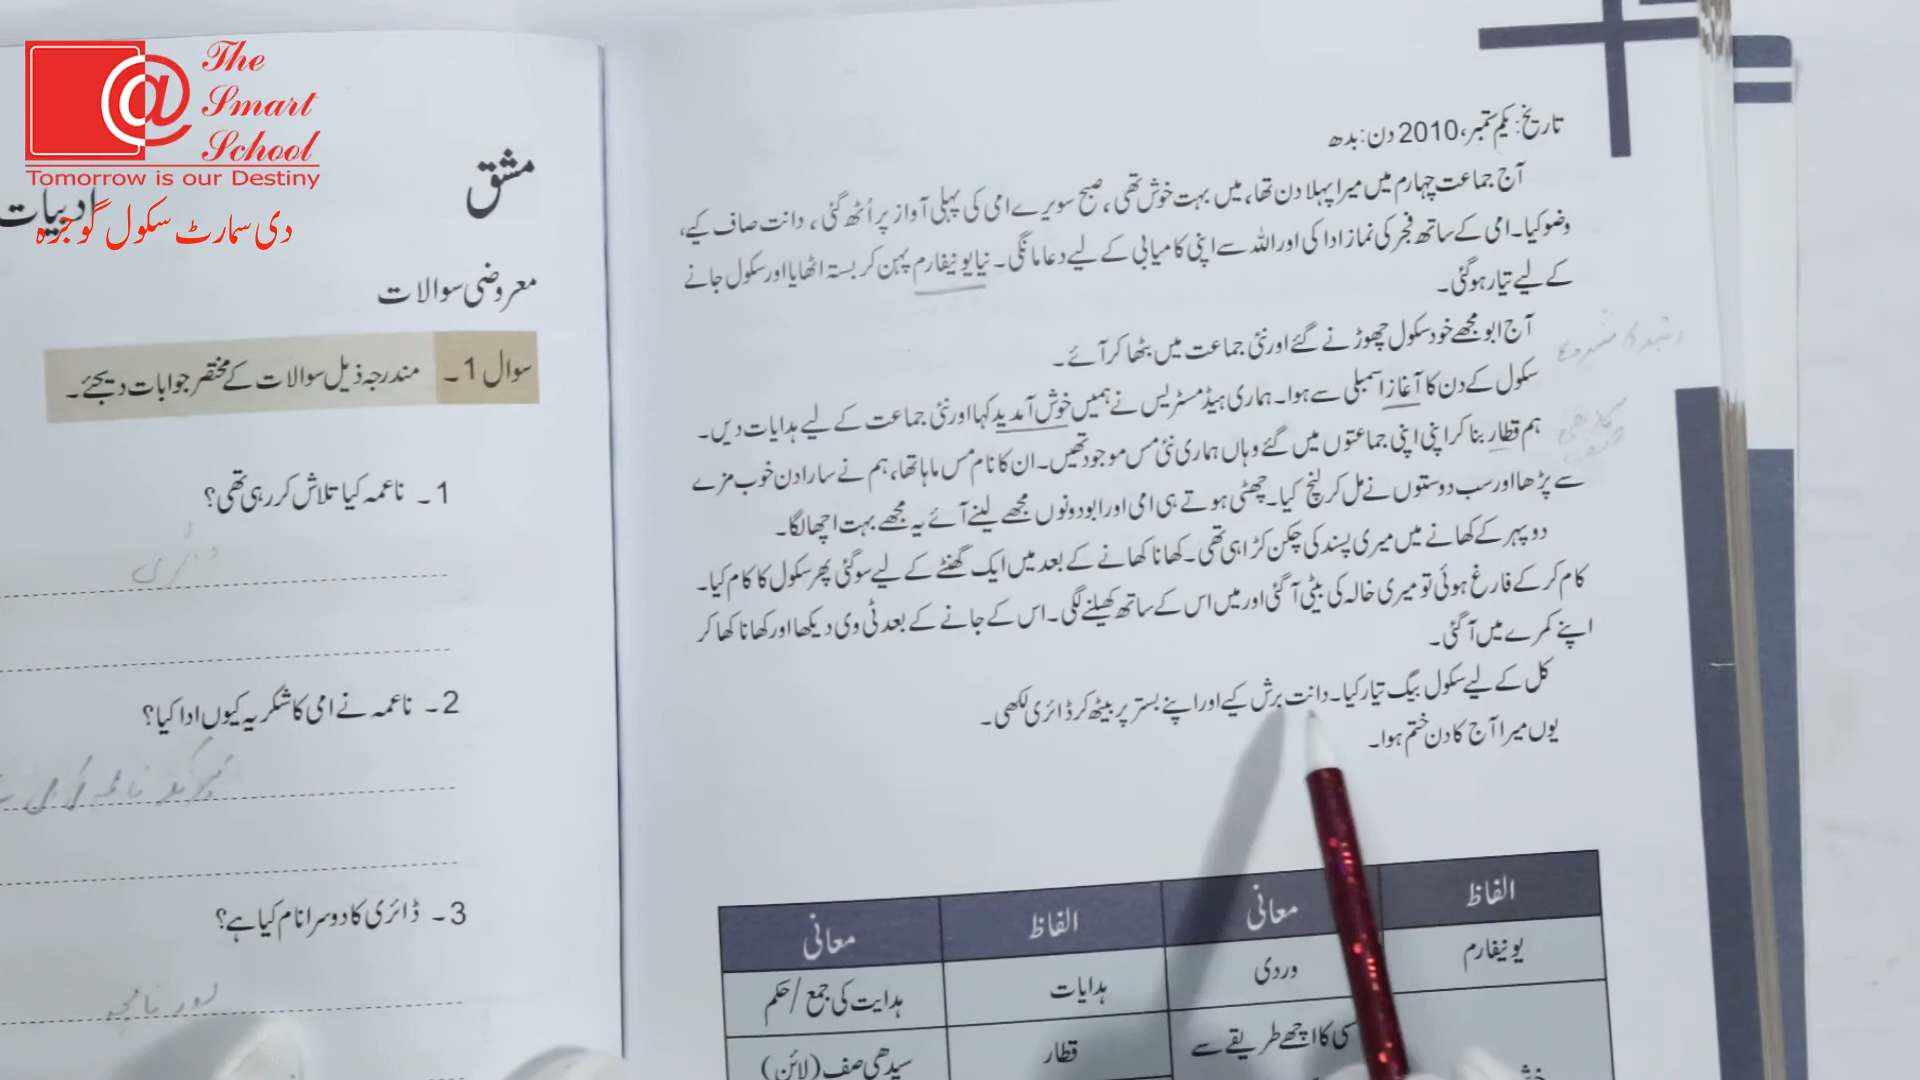 The
Smart
School
Tomorrow is our Destiny
دی سمارٹ سکول گوجرہ
تاریخ: یکم ستمبر، 2010 دن: بدھ
آج جماعت چہارم میں میرا پہلا دن تھا، میں بہت خوش تھی، صبح سویرے امی کی پہلی آواز پر اُٹھ گئی، دانت صاف کیے،
وضو کیا۔ امی کے ساتھ فجر کی نماز ادا کی اور اللہ سے اپنی کامیابی کے لیے دعا مانگی۔ نیا یونیفارم پہن کر بستہ اٹھایا اور سکول جانے
کے لیے تیار ہو گئی۔
آج ابو مجھے خود سکول چھوڑنے گئے اور نئی جماعت میں بٹھا کر آئے۔
سکول کے دن کا آغاز اسمبلی سے ہوا۔ ہماری ہیڈ مسٹریس نے ہمیں خوش آمدید کہا اور نئی جماعت کے لیے ہدایات دیں۔
ہم قطار بنا کر اپنی اپنی جماعتوں میں گئے وہاں ہماری نئی مس موجود تھیں۔ ان کا نام مس ماہا تھا، ہم نے سارا دن خوب مزے
سے پڑھا اور سب دوستوں نے مل کر لنچ کیا۔ چھٹی ہوتے ہی امی اور ابو دونوں مجھے لینے آئے یہ مجھے بہت اچھا لگا۔
دوپہر کے کھانے میں میری پسند کی چکن کڑاہی تھی۔ کھانا کھانے کے بعد میں ایک گھنٹے کے لیے سو گئی پھر سکول کا کام کیا۔
کام کر کے فارغ ہوئی تو میری خالہ کی بیٹی آ گئی اور میں اس کے ساتھ کھیلنے لگی۔ اس کے جانے کے بعد ٹی وی دیکھا اور کھانا کھا کر
اپنے کمرے میں آ گئی۔
کل کے لیے سکول بیگ تیار کیا۔ دانت برش کیے اور اپنے بستر پر بیٹھ کر ڈائری لکھی۔
یوں میرا آج کا دن ختم ہوا۔
الفاظ معانی الفاظ معانی
یونیفارم وردی ہدایات ہدایت کی جمع / حکم
سی کا اچھے طریقے سے قطار سیدھی صف (لائن)
مشق
ادبیات
معروضی سوالات
سوال 1۔ مندرجہ ذیل سوالات کے مختصر جوابات دیجئے۔
1۔ ناعمہ کیا تلاش کر رہی تھی؟
2۔ ناعمہ نے امی کا شکریہ کیوں ادا کیا؟
3۔ ڈائری کا دوسرا نام کیا ہے؟
روزنامچہ